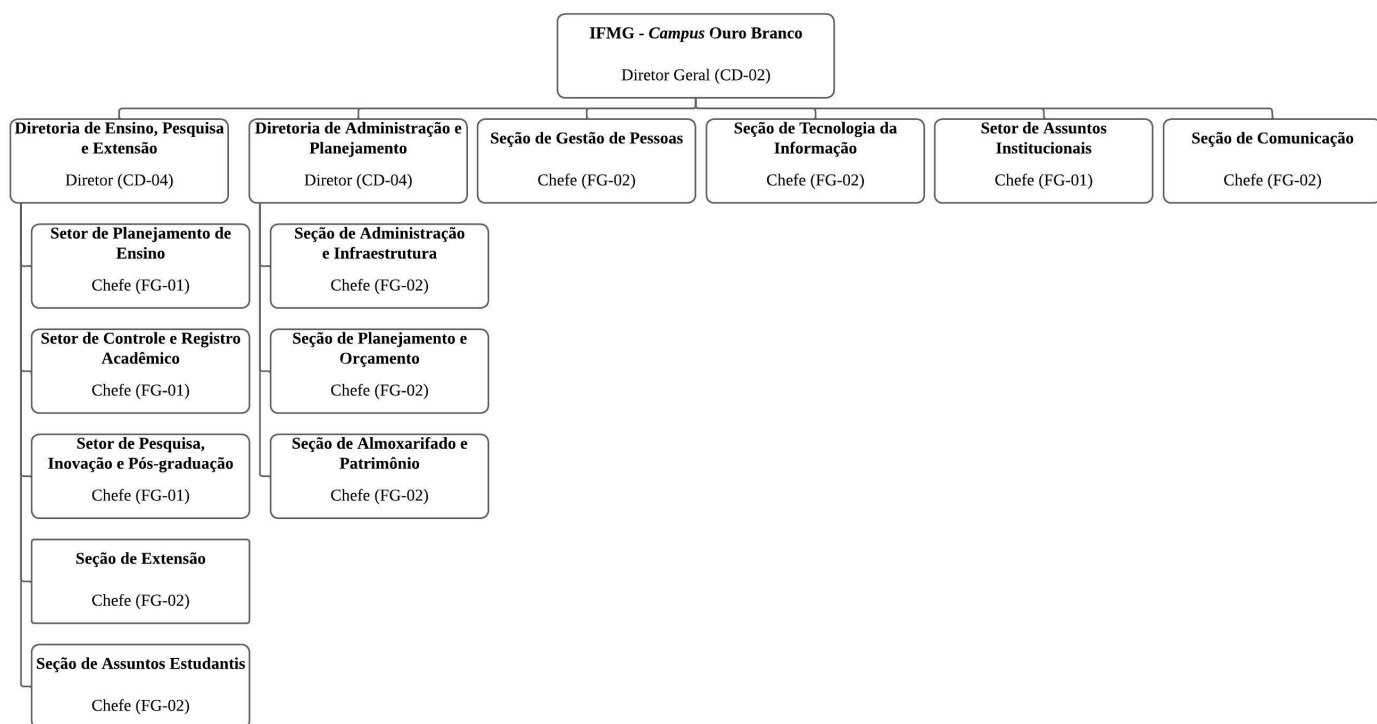 IFMG - Campus Ouro Branco
Diretor Geral (CD-02)
Diretoria de Ensino, Pesquisa
e Extensão
Diretor (CD-04)
Diretoria de Administração e
Planejamento
Diretor (CD-04)
Seção de Gestão de Pessoas
Chefe (FG-02)
Seção de Tecnologia da
Informação
Chefe (FG-02)
Setor de Assuntos
Institucionais
Chefe (FG-01)
Seção de Comunicação
Chefe (FG-02)
Setor de Planejamento de
Ensino
Chefe (FG-01)
Setor de Controle e Registro
Acadêmico
Chefe (FG-01)
Setor de Pesquisa,
Inovação e Pós-graduação
Chefe (FG-01)
Seção de Extensão
Chefe (FG-02)
Seção de Assuntos Estudantis
Chefe (FG-02)
Seção de Administração
e Infraestrutura
Chefe (FG-02)
Seção de Planejamento e
Orçamento
Chefe (FG-02)
Seção de Almoxarifado e
Patrimônio
Chefe (FG-02)